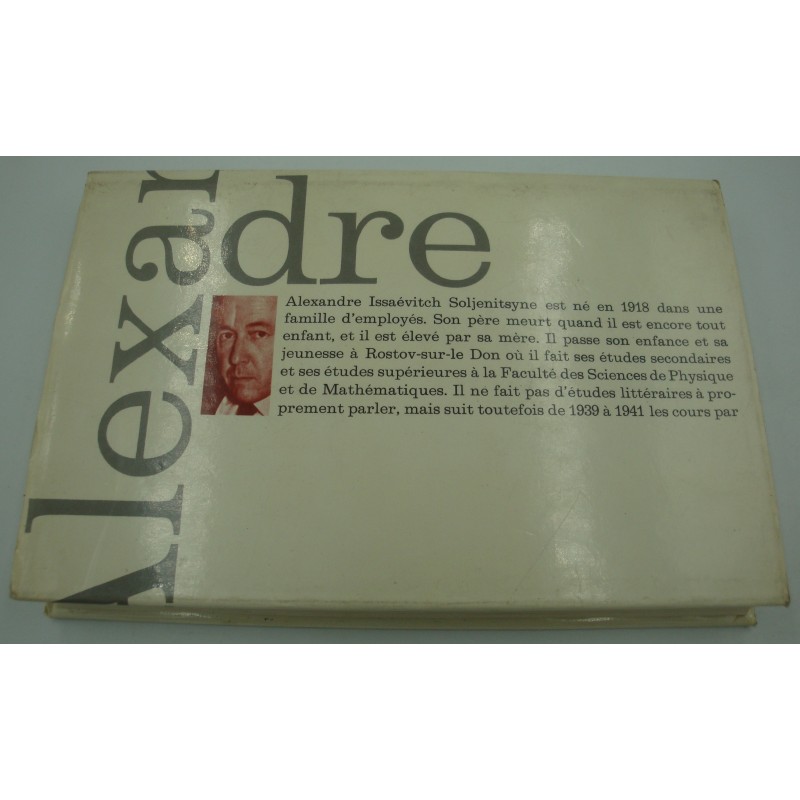 Alexandre
Alexandre Issaévitch Soljenitsyne est né en 1918 dans une
famille d'employés. Son père meurt quand il est encore tout
enfant, et il est élevé par sa mère. Il passe son enfance et sa
jeunesse à Rostov-sur-le Don où il fait ses études secondaires
et ses études supérieures à la Faculté des Sciences de Physique
et de Mathématiques. Il ne fait pas d'études littéraires à pro-
prement parler, mais suit toutefois de 1939 à 1941 les cours par